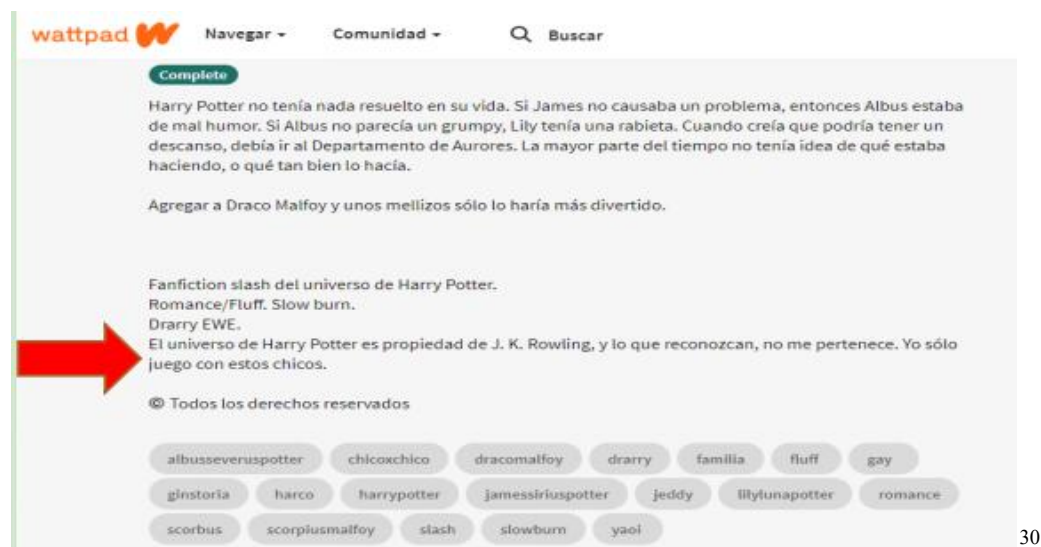 wattpad Navegar Comunidad Buscar
Complete
Harry Potter no tenía nada resuelto en su vida. Si James no causaba un problema, entonces Albus estaba
de mal humor. Si Albus no parecía un grumpy, Lily tenía una rabieta. Cuando creía que podría tener un
descanso, debía ir al Departamento de Aurores. La mayor parte del tiempo no tenía idea de qué estaba
haciendo, o qué tan bien lo hacía.
Agregar a Draco Malfoy y unos mellizos sólo lo haría más divertido.
Fanfiction slash del universo de Harry Potter.
Romance/Fluff. Slow burn.
Drarry EWE.
El universo de Harry Potter es propiedad de J. K. Rowling, y lo que reconozcan, no me pertenece. Yo sólo
juego con estos chicos.
© Todos los derechos reservados
albusseveruspotter chicoxchico dracomalfoy drarry familia fluff gay
ginstoria harco harrypotter jamessiriuspotter jeddy lilylunapotter romance
scorbus scorpiusmalfoy slash slowburn yaoi
30